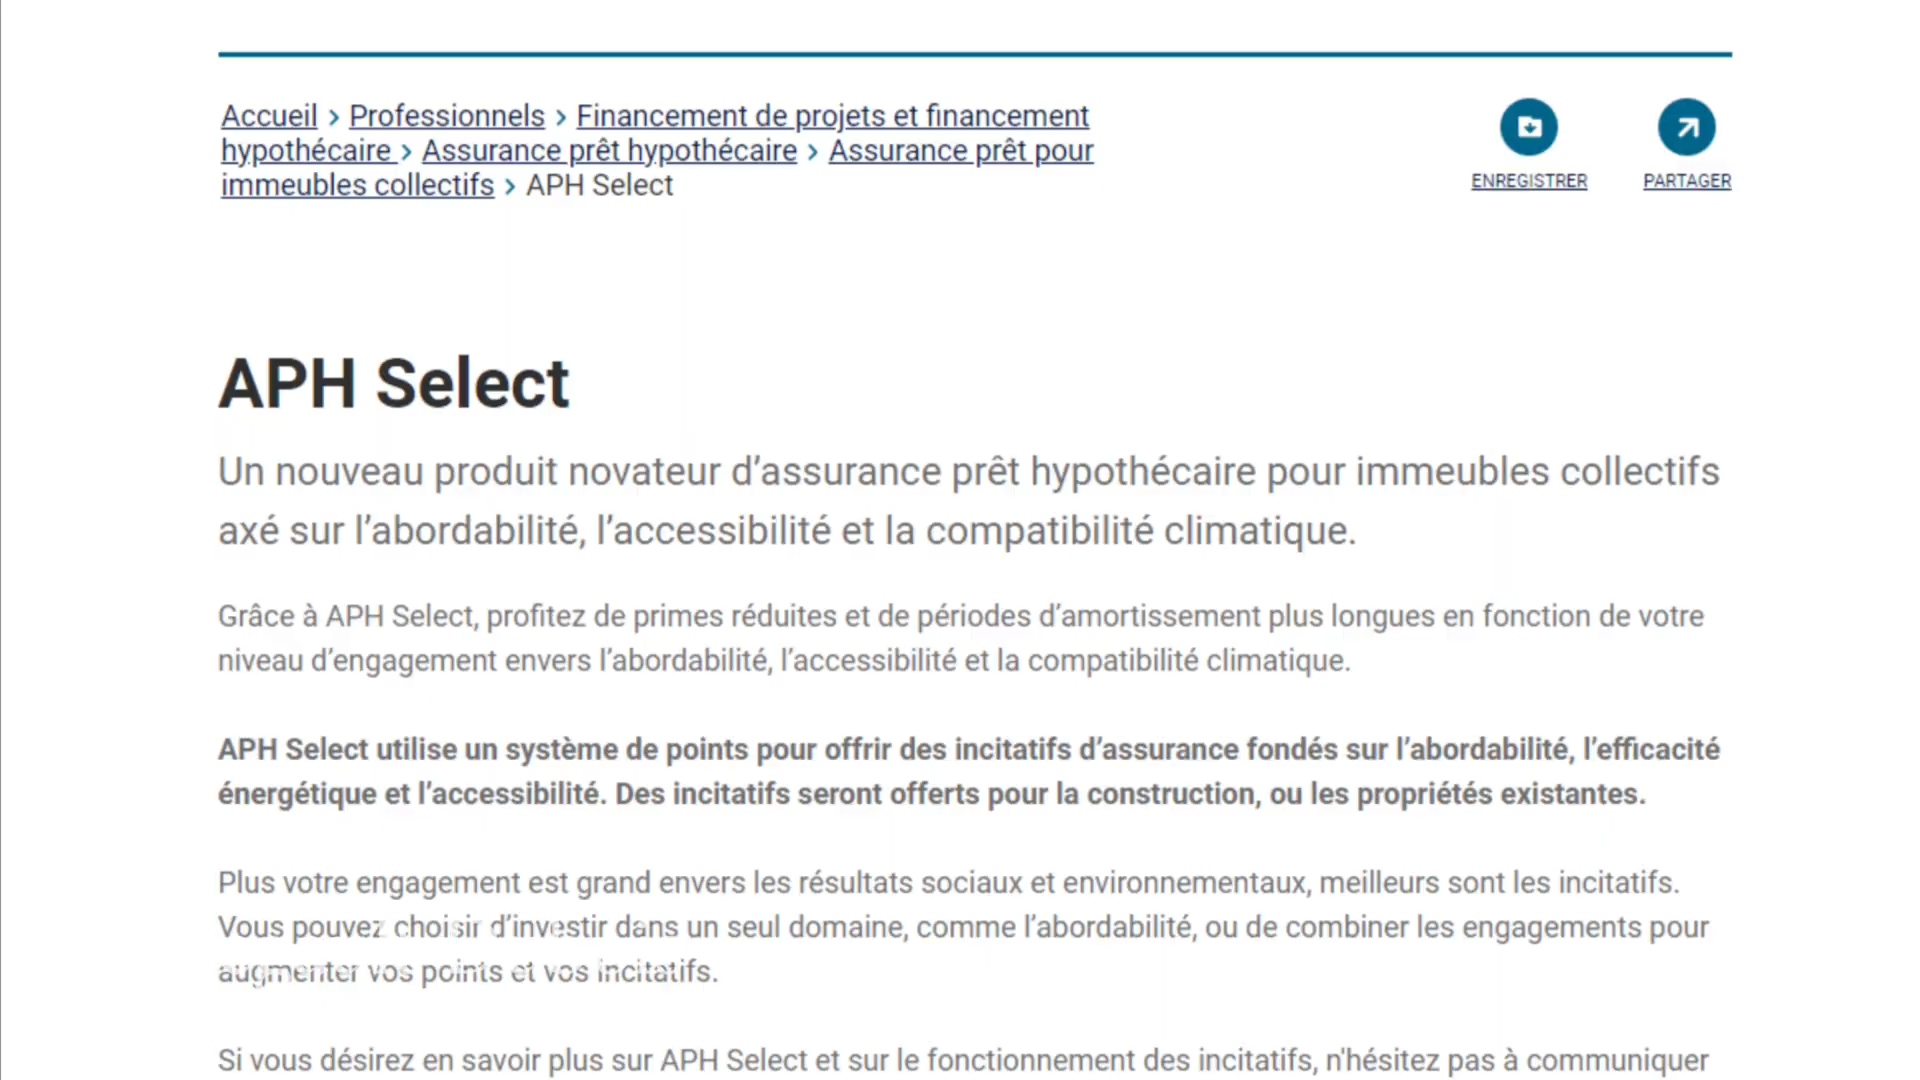 Accueil > Professionnels > Financement de projets et financement
hypothécaire > Assurance prêt hypothécaire > Assurance prêt pour
immeubles collectifs > APH Select
ENREGISTRER
PARTAGER
APH Select
Un nouveau produit novateur d’assurance prêt hypothécaire pour immeubles collectifs
axé sur l’abordabilité, l’accessibilité et la compatibilité climatique.
Grâce à APH Select, profitez de primes réduites et de périodes d’amortissement plus longues en fonction de votre
niveau d’engagement envers l’abordabilité, l’accessibilité et la compatibilité climatique.
APH Select utilise un système de points pour offrir des incitatifs d’assurance fondés sur l’abordabilité, l’efficacité
énergétique et l’accessibilité. Des incitatifs seront offerts pour la construction, ou les propriétés existantes.
Plus votre engagement est grand envers les résultats sociaux et environnementaux, meilleurs sont les incitatifs.
Vous pouvez choisir d’investir dans un seul domaine, comme l’abordabilité, ou de combiner les engagements pour
augmenter vos points et vos incitatifs.
Si vous désirez en savoir plus sur APH Select et sur le fonctionnement des incitatifs, n'hésitez pas à communiquer